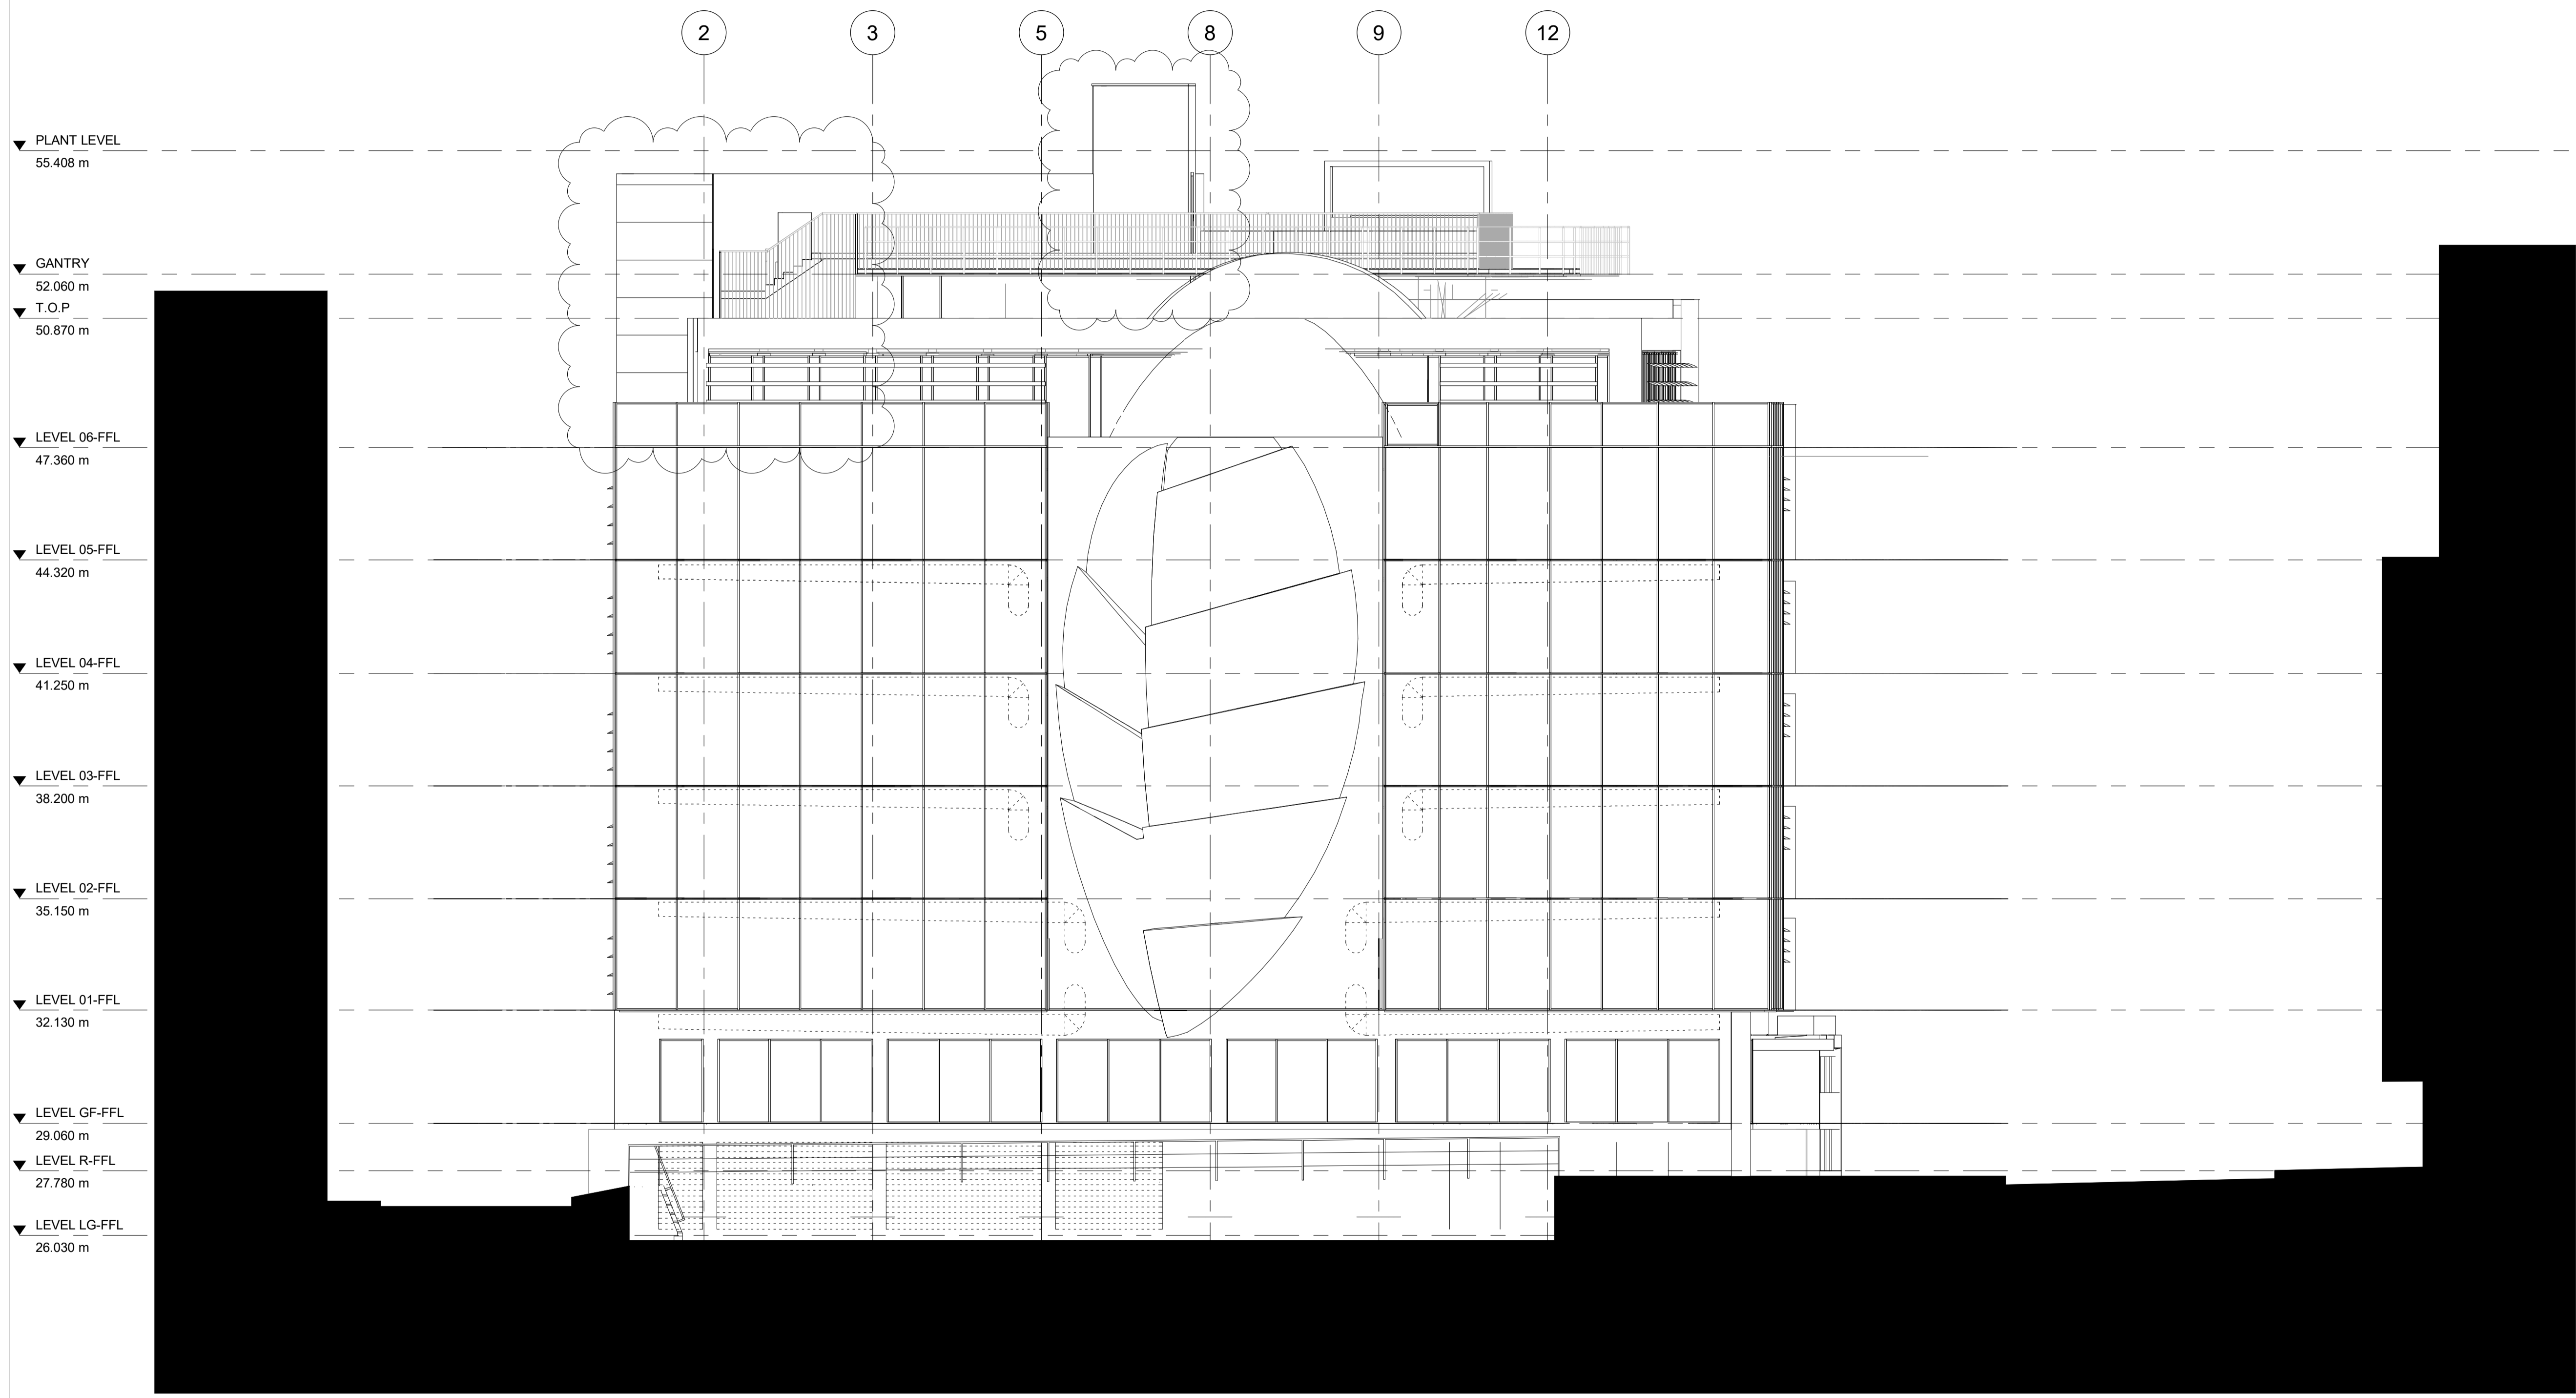 2 3 5 8 9 12
PLANT LEVEL
55.408 m
GANTRY
52.060 m
T.O.P
50.870 m
LEVEL 06-FFL
47.360 m
LEVEL 05-FFL
44.320 m
LEVEL 04-FFL
41.250 m
LEVEL 03-FFL
38.200 m
LEVEL 02-FFL
35.150 m
LEVEL 01-FFL
32.130 m
LEVEL GF-FFL
29.060 m
LEVEL R-FFL
27.780 m
LEVEL LG-FFL
26.030 m